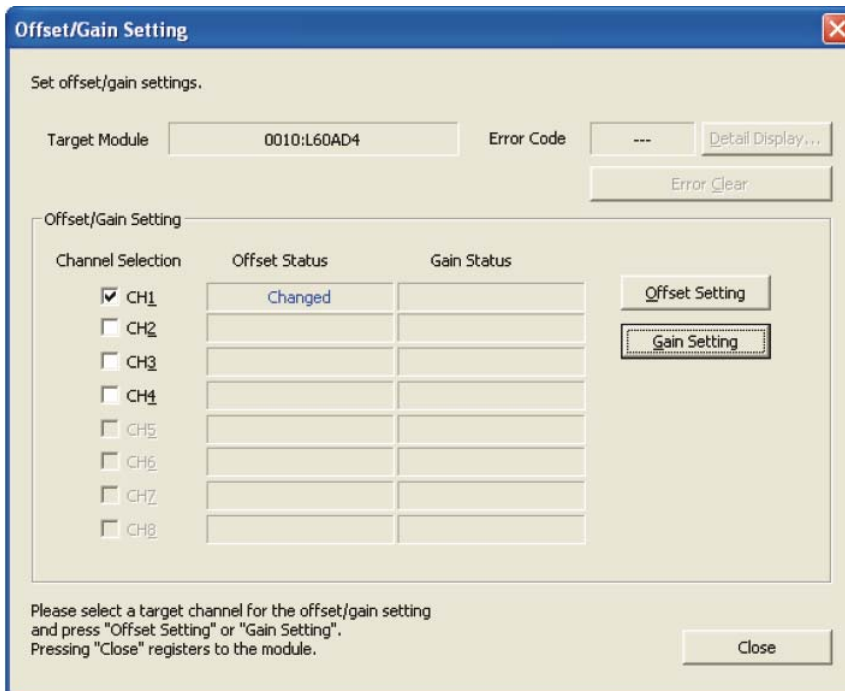 Offset/Gain Setting
Set offset/gain settings.
Target Module 0010:L60AD4 Error Code --- Detail Display...
Error Clear
Offset/Gain Setting
Channel Selection Offset Status Gain Status
CH1 Changed Offset Setting
CH2 Gain Setting
CH3
CH4
CH5
CH6
CH7
CH8
Please select a target channel for the offset/gain setting
and press "Offset Setting" or "Gain Setting".
Pressing "Close" registers to the module.
Close